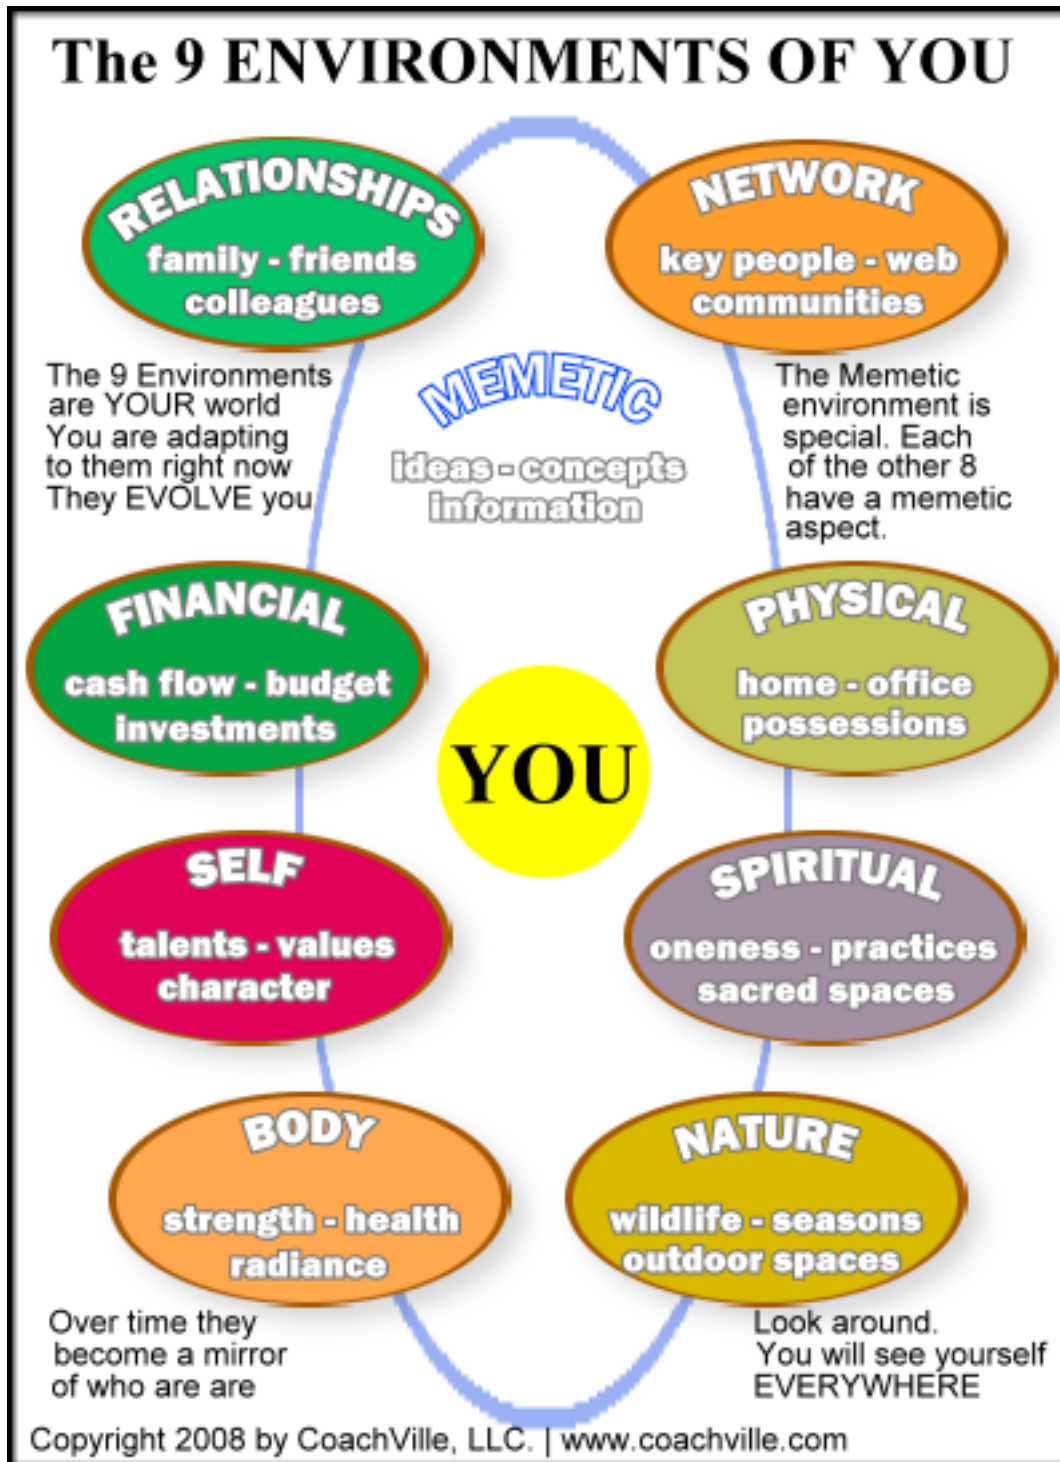 The 9 ENVIRONMENTS OF YOU
RELATIONSHIPS
family - friends
colleagues
NETWORK
key people - web
communities
The 9 Environments
are YOUR world
You are adapting
to them right now
They EVOLVE you
MEMETIC
ideas - concepts
information
The Memetic
environment is
special. Each
of the other 8
have a memetic
aspect.
FINANCIAL
cash flow - budget
investments
PHYSICAL
home - office
possessions
YOU
SELF
talents - values
character
SPIRITUAL
oneness - practices
sacred spaces
BODY
strength - health
radiance
NATURE
wildlife - seasons
outdoor spaces
Over time they
become a mirror
of who are are
Look around.
You will see yourself
EVERYWHERE
Copyright 2008 by CoachVille, LLC. | www.coachville.com